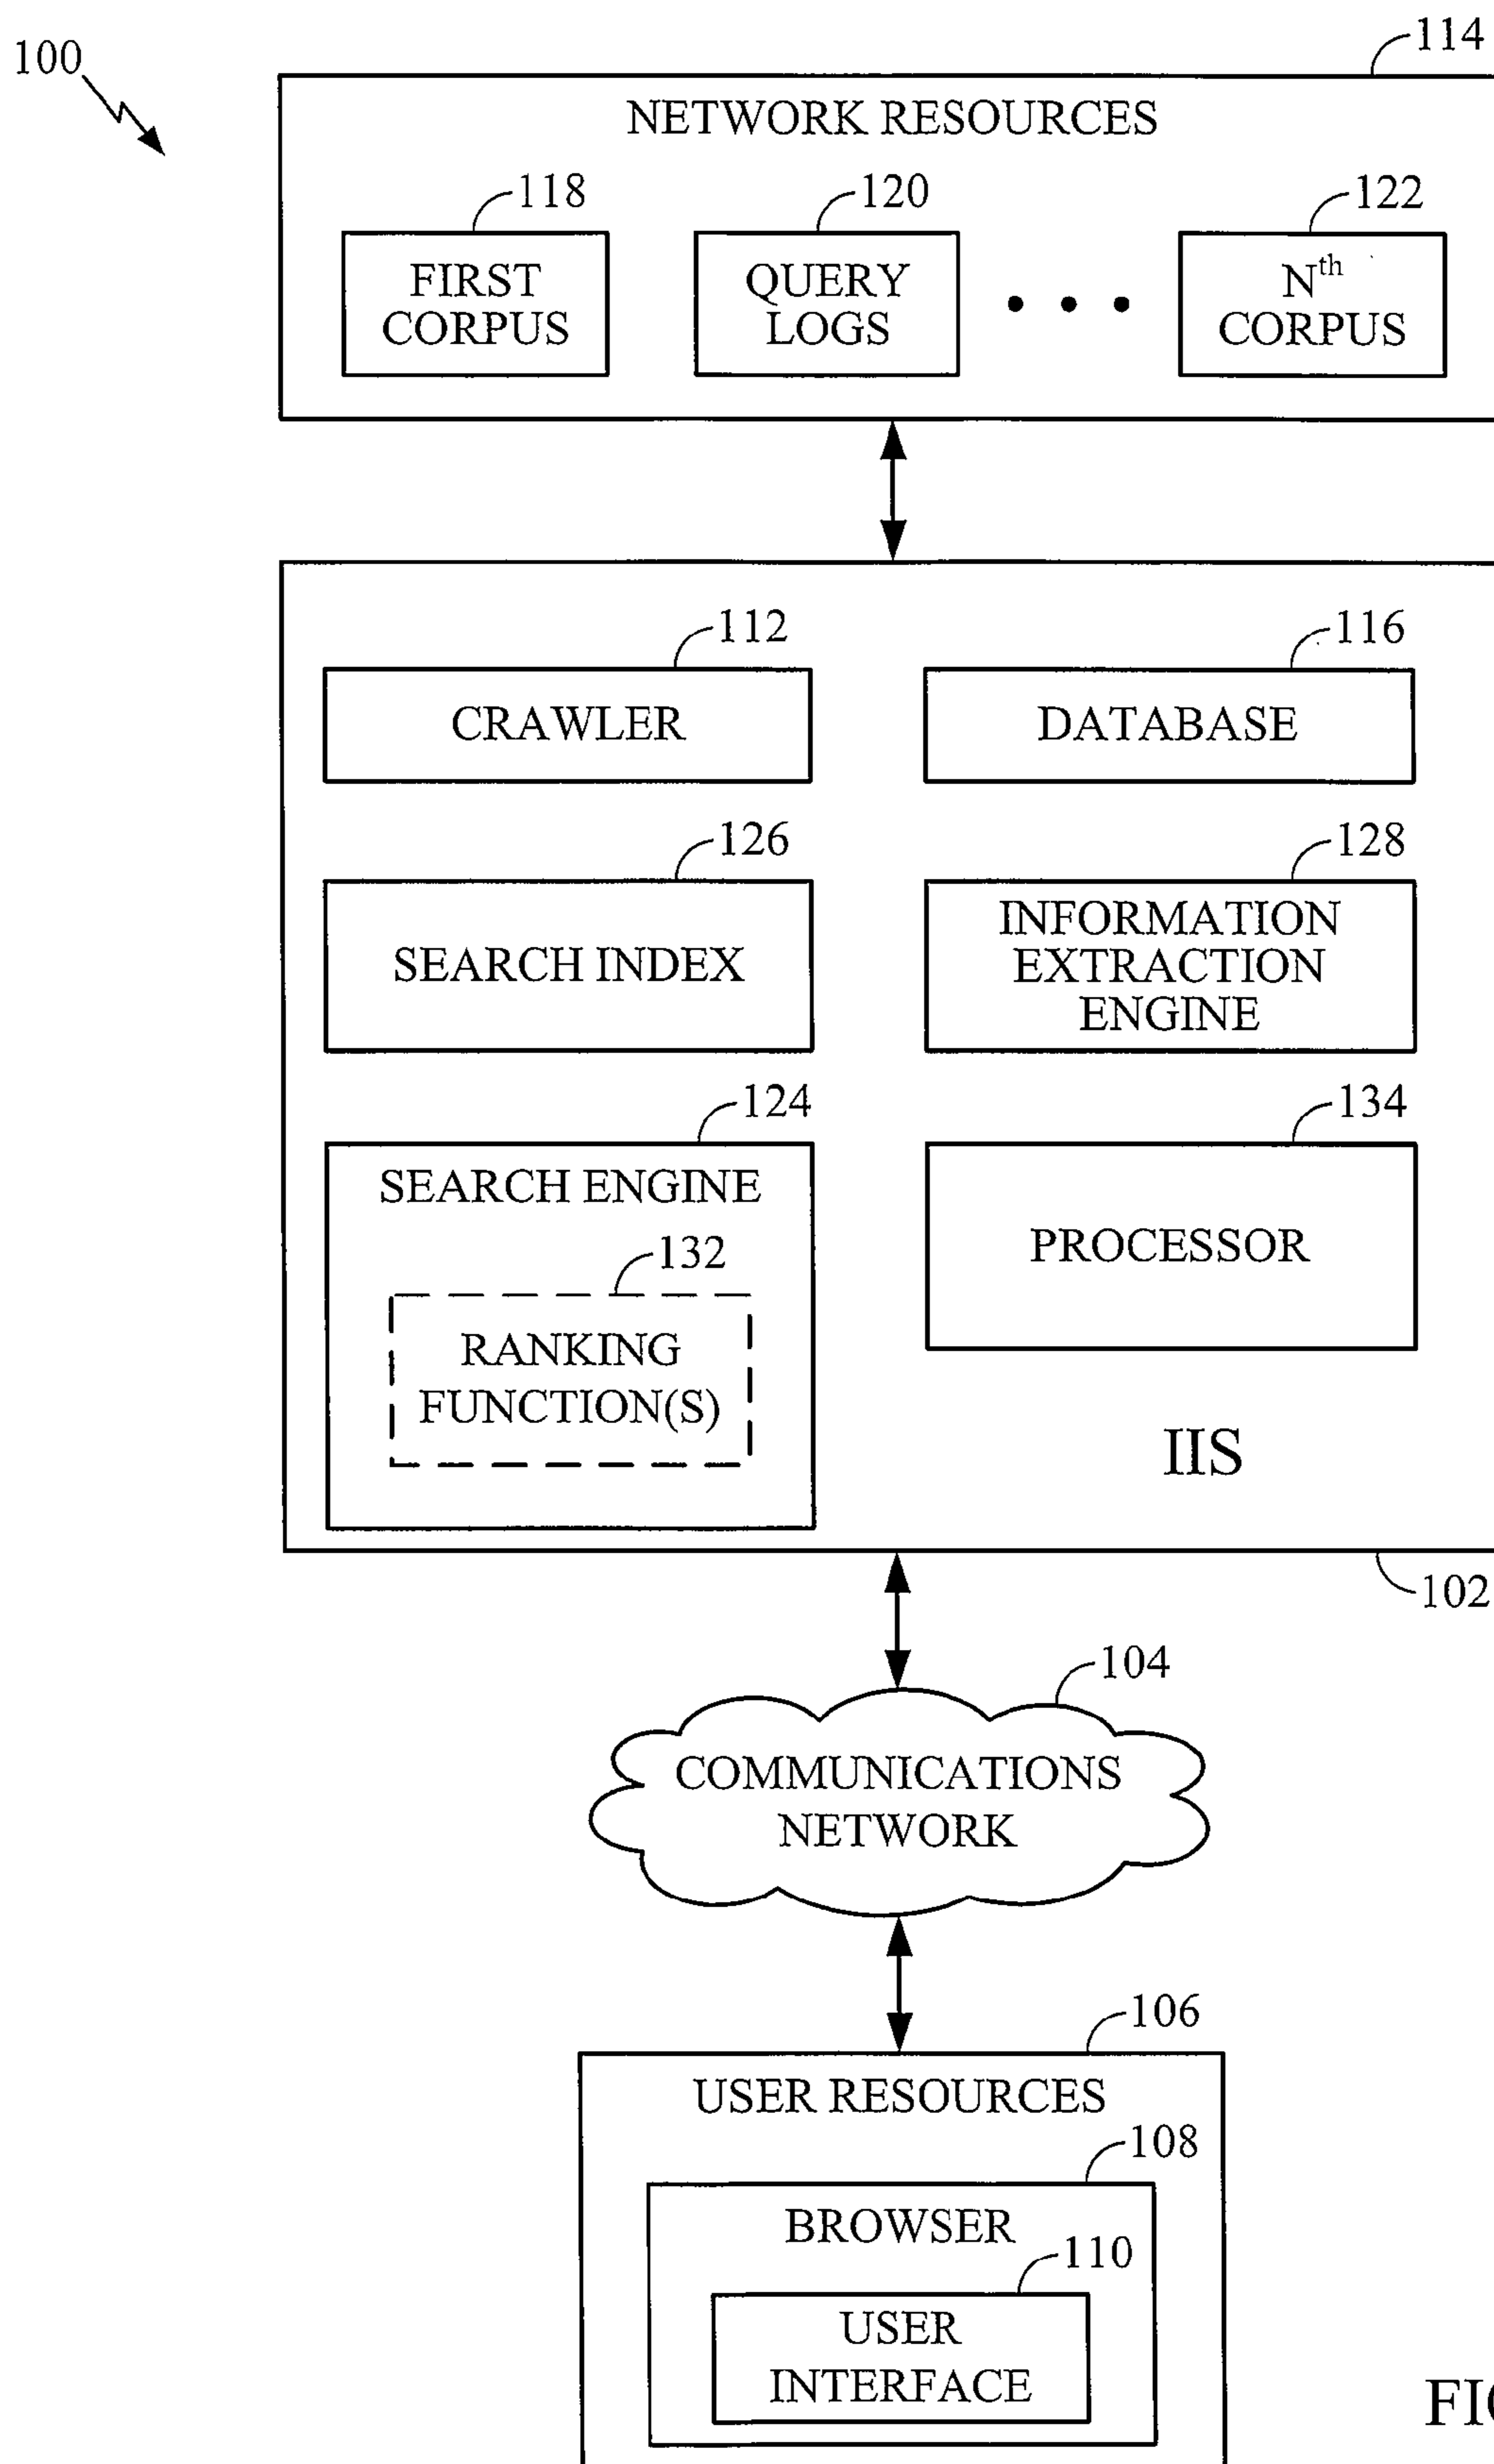 100
114
NETWORK RESOURCES
118
120
122
FIRST
CORPUS
QUERY
LOGS
• • •
Nth
CORPUS
112
116
CRAWLER
DATABASE
126
128
SEARCH INDEX
INFORMATION
EXTRACTION
ENGINE
124
134
SEARCH ENGINE
132
RANKING
FUNCTION(S)
PROCESSOR
IIS
102
104
COMMUNICATIONS
NETWORK
106
USER RESOURCES
108
BROWSER
110
USER
INTERFACE